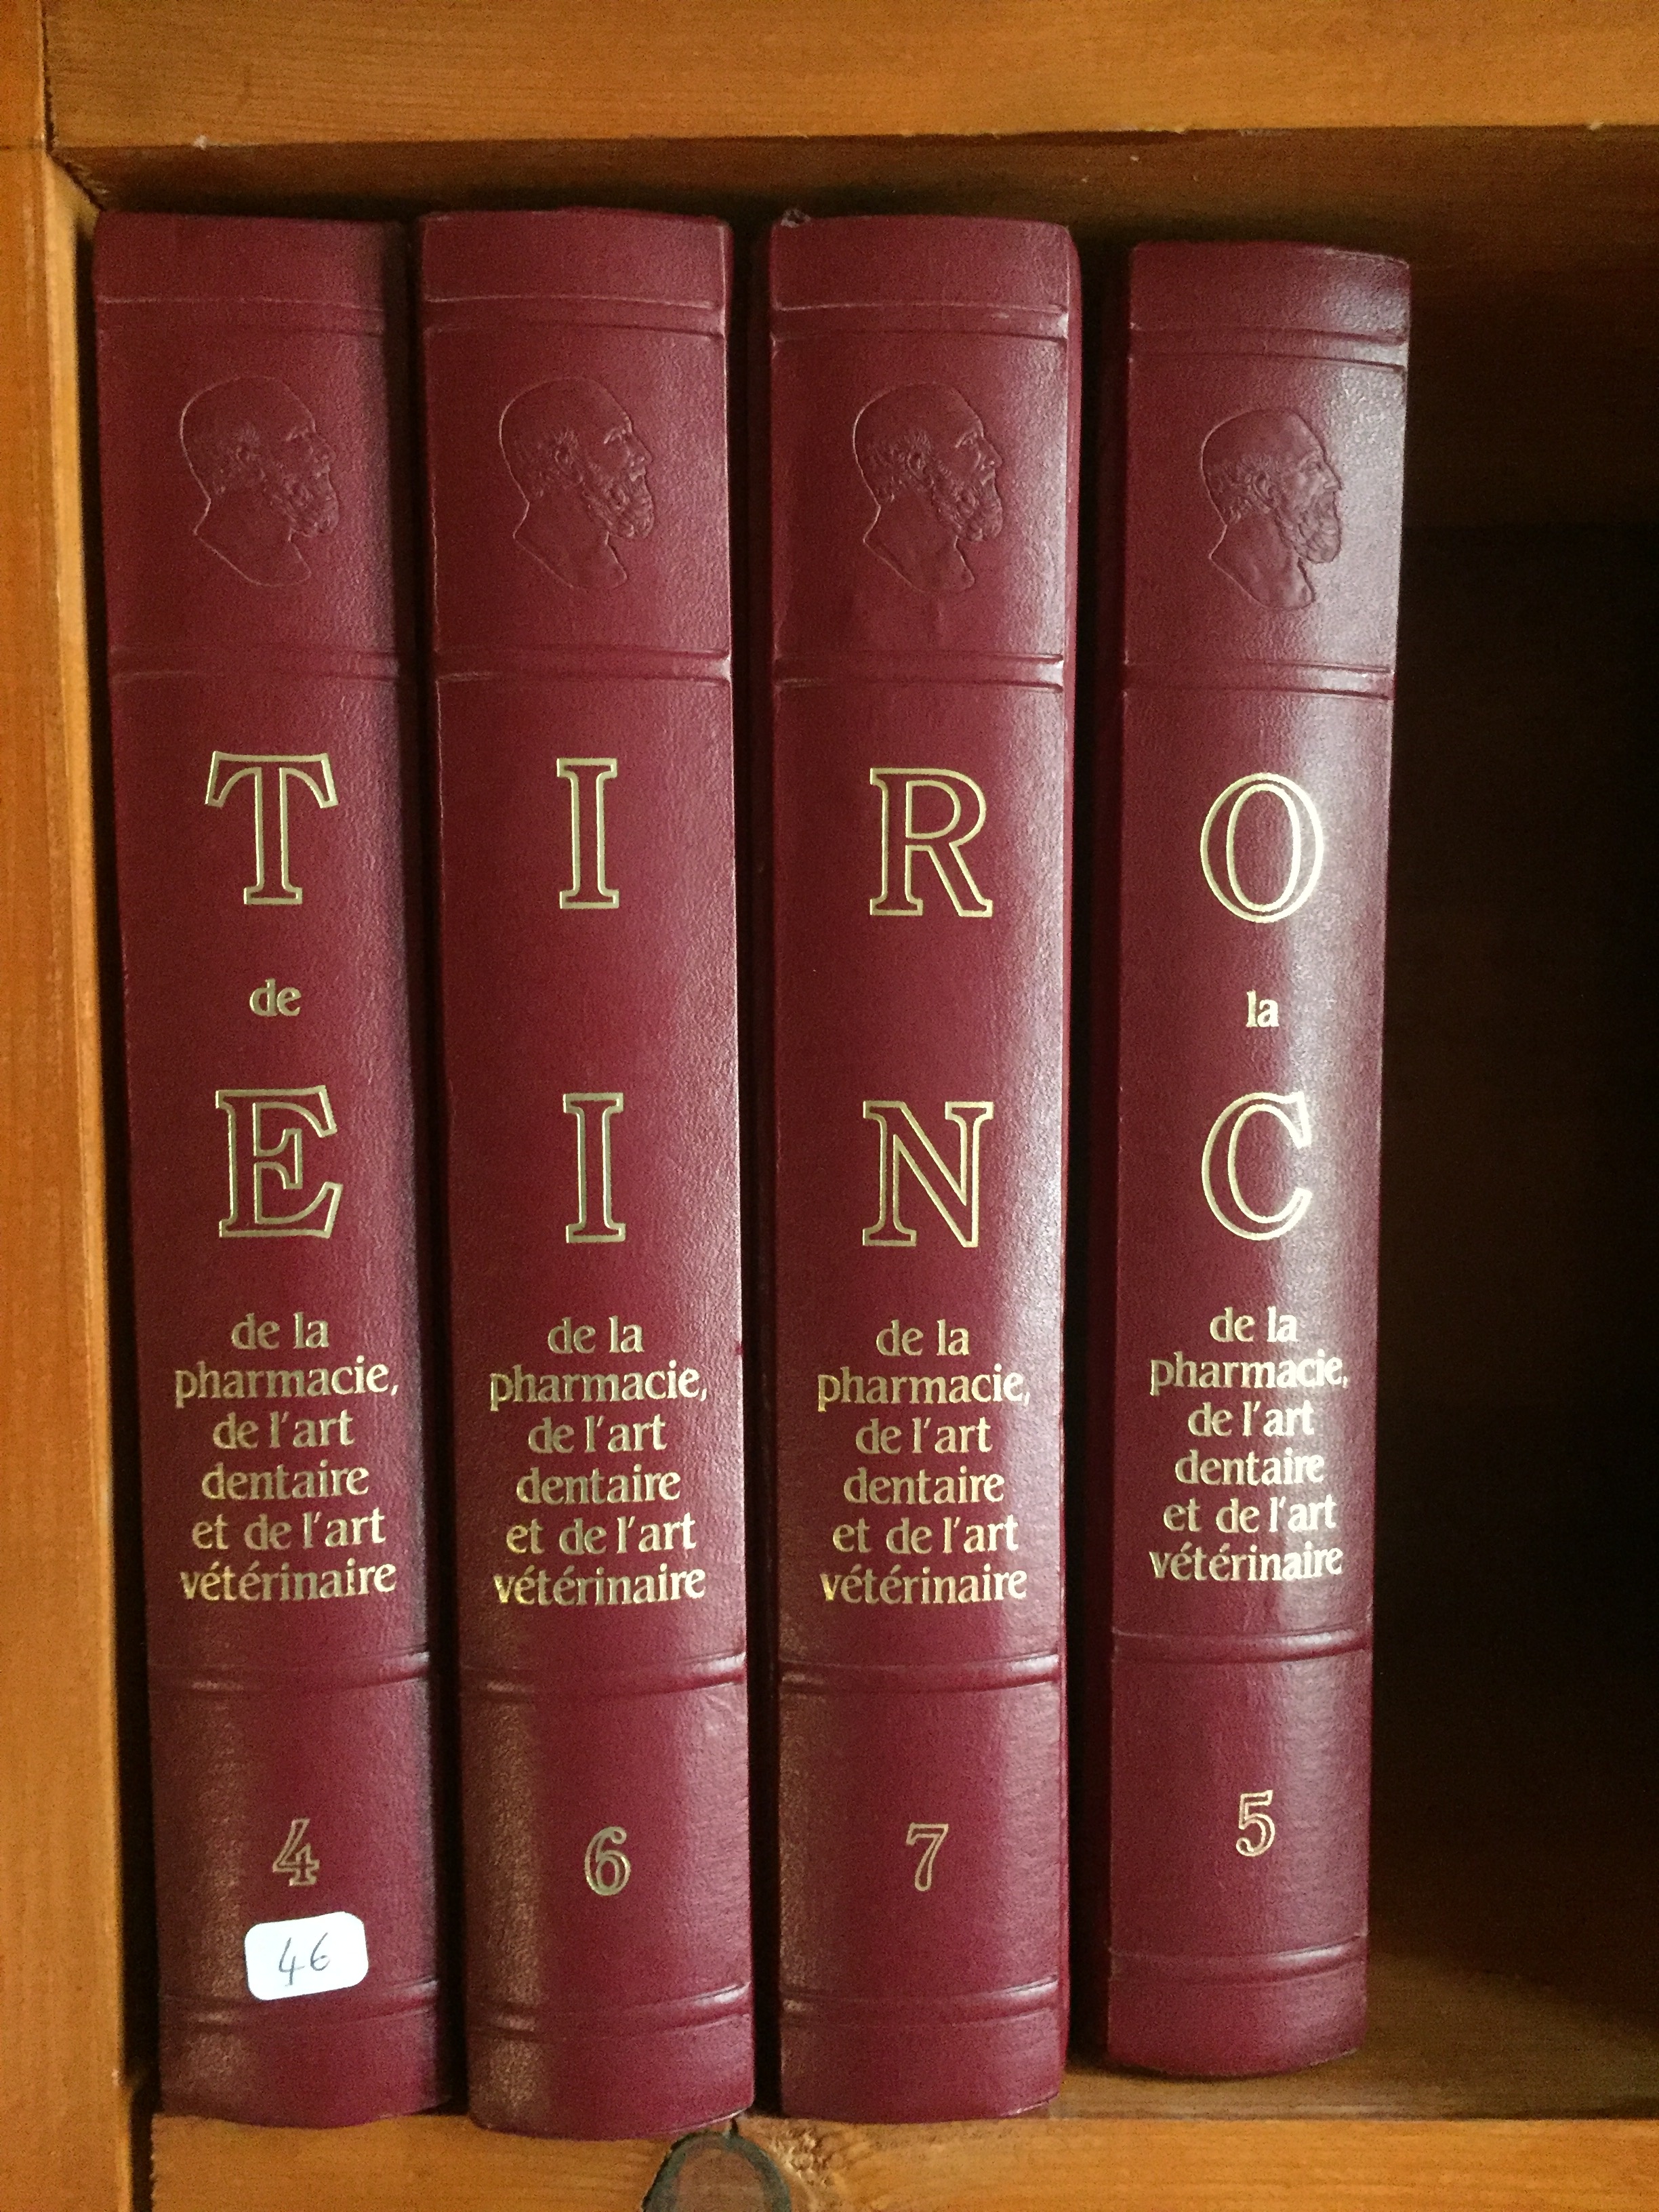 T
de
E
de la
pharmacie,
de l'art
dentaire
et de l'art
vétérinaire
4
46
I
I
de la
pharmacie,
de l'art
dentaire
et de l'art
vétérinaire
6
R
N
de la
pharmacie,
de l'art
dentaire
et de l'art
vétérinaire
7
O
la
C
de la
pharmacie,
de l'art
dentaire
et de l'art
vétérinaire
5